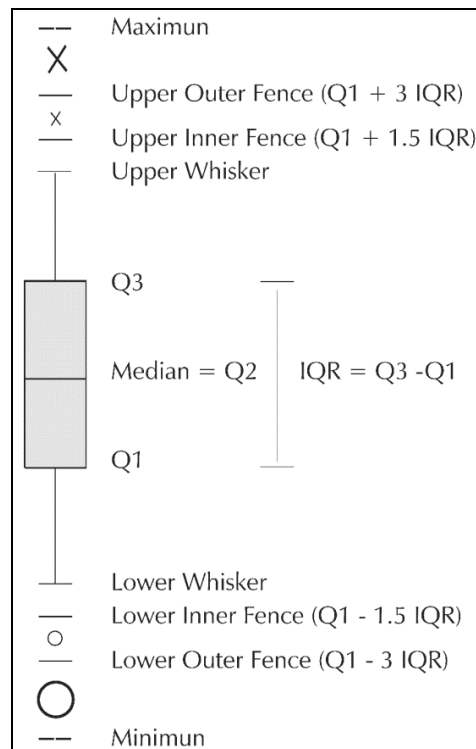 Maximun
Upper Outer Fence (Q1 + 3 IQR)
Upper Inner Fence (Q1 + 1.5 IQR)
Upper Whisker
Q3
Median = Q2
IQR = Q3 -Q1
Q1
Lower Whisker
Lower Inner Fence (Q1 - 1.5 IQR)
Lower Outer Fence (Q1 - 3 IQR)
Minimun